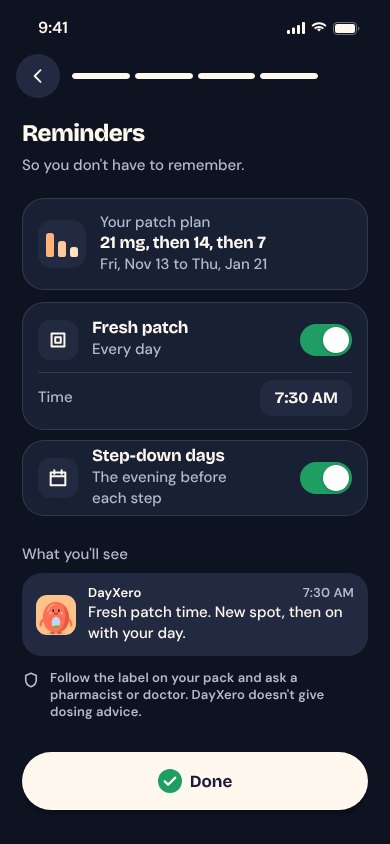 9:41
Reminders
So you don't have to remember.
Your patch plan
21 mg, then 14, then 7
Fri, Nov 13 to Thu, Jan 21
Fresh patch
Every day
Time
7:30 AM
Step-down days
The evening before
each step
What you'll see
DayXero
7:30 AM
Fresh patch time. New spot, then on
with your day.
Follow the label on your pack and ask a
pharmacist or doctor. DayXero doesn't give
dosing advice.
Done